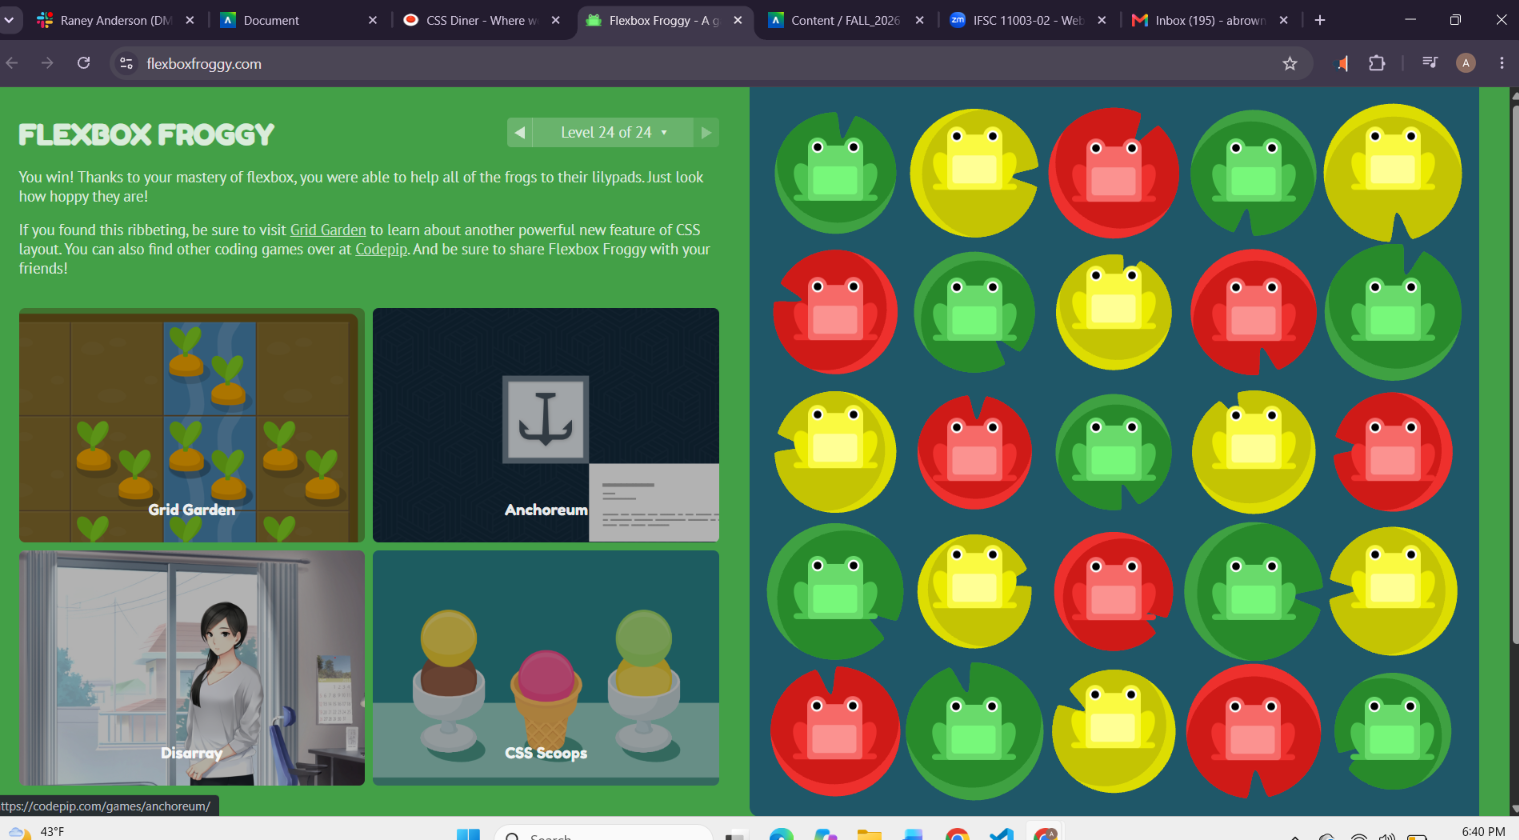 Raney Anderson (DM
Document
CSS Diner - Where w
Flexbox Froggy - A g
Content / FALL_2026
zm
IFSC 11003-02 - Web
Inbox (195) - abrown
flexboxfroggy.com
A
FLEXBOX FROGGY
Level 24 of 24
You win! Thanks to your mastery of flexbox, you were able to help all of the frogs to their lilypads. Just look
how hoppy they are!
If you found this ribbeting, be sure to visit Grid Garden to learn about another powerful new feature of CSS
layout. You can also find other coding games over at Codepip. And be sure to share Flexbox Froggy with your
friends!
Grid Garden
Anchoreum
Disarray
CSS Scoops
ttps://codepip.com/games/anchoreum/
43°F
Search
6:40 PM